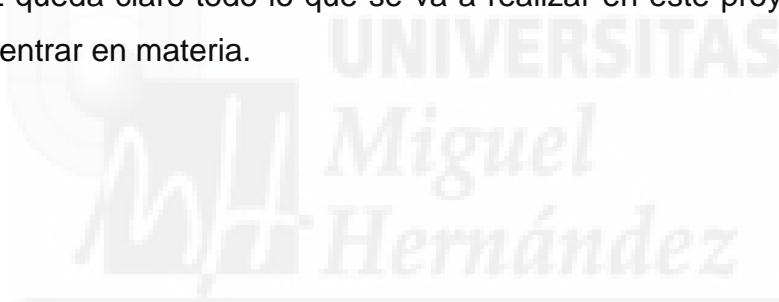 queda claro todo lo que se va a realizar en este proy
entrar en materia.
UNIVERSITAS
Miguel
Hernández